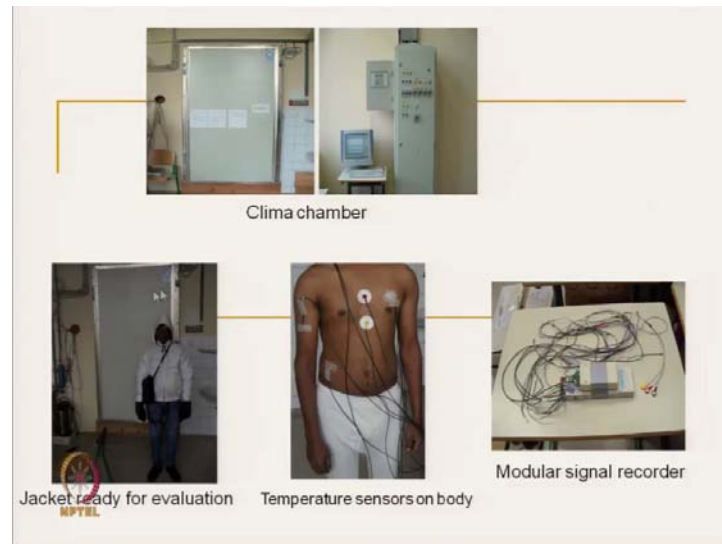 Clima chamber
Jacket ready for evaluation
Temperature sensors on body
Modular signal recorder
NPTEL